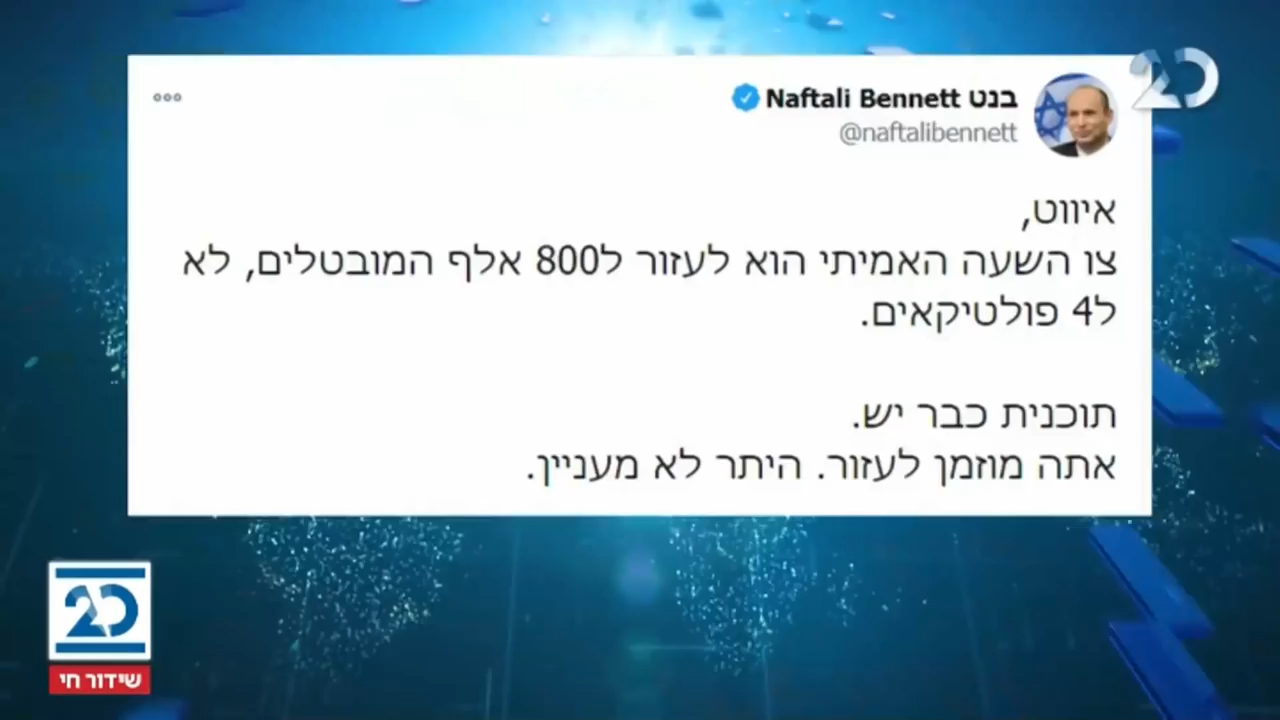 20
Naftali Bennett בנט
@naftalibennett
איווט,
צו השעה האמיתי הוא לעזור ל800 אלף המובטלים, לא
ל4 פולטיקאים.
תוכנית כבר יש.
אתה מוזמן לעזור. היתר לא מעניין.
20
שידור חי